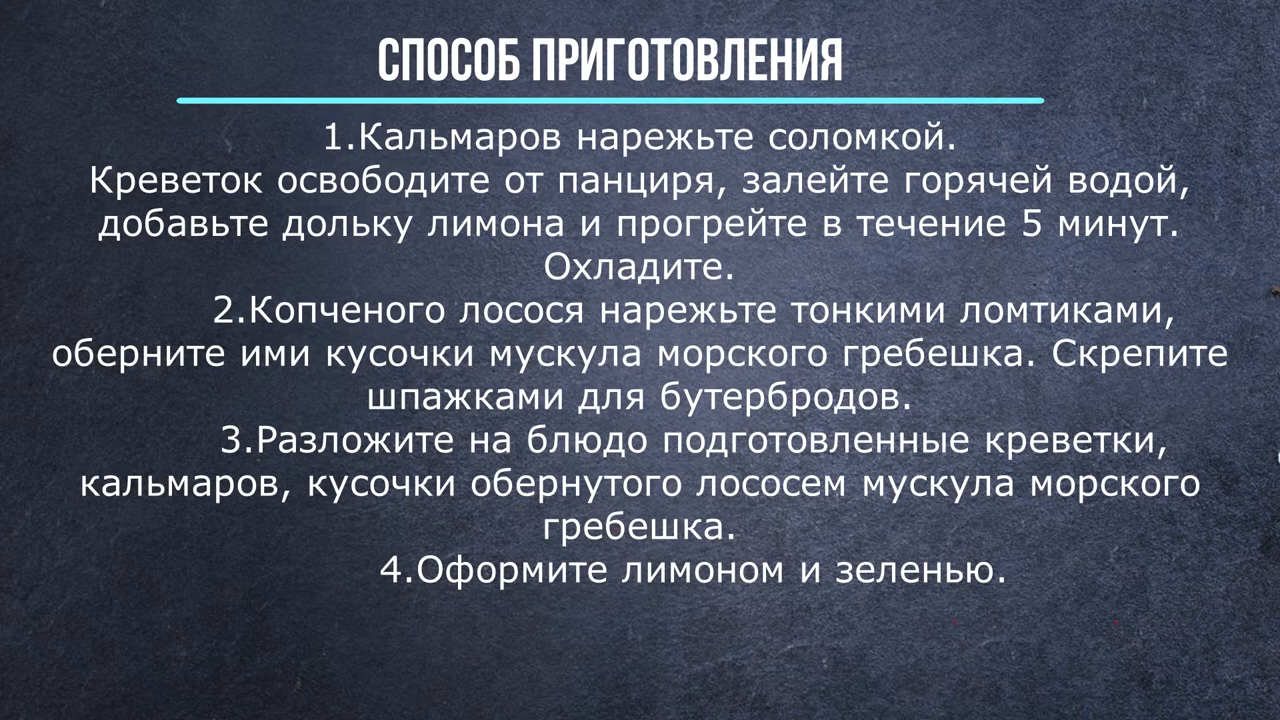 СПОСОБ ПРИГОТОВЛЕНИЯ
1.Кальмаров нарежьте соломкой.
Креветок освободите от панциря, залейте горячей водой,
добавьте дольку лимона и прогрейте в течение 5 минут.
Охладите.
2.Копченого лосося нарежьте тонкими ломтиками,
оберните ими кусочки мускула морского гребешка. Скрепите
шпажками для бутербродов.
3.Разложите на блюдо подготовленные креветки,
кальмаров, кусочки обернутого лососем мускула морского
гребешка.
4.Оформите лимоном и зеленью.